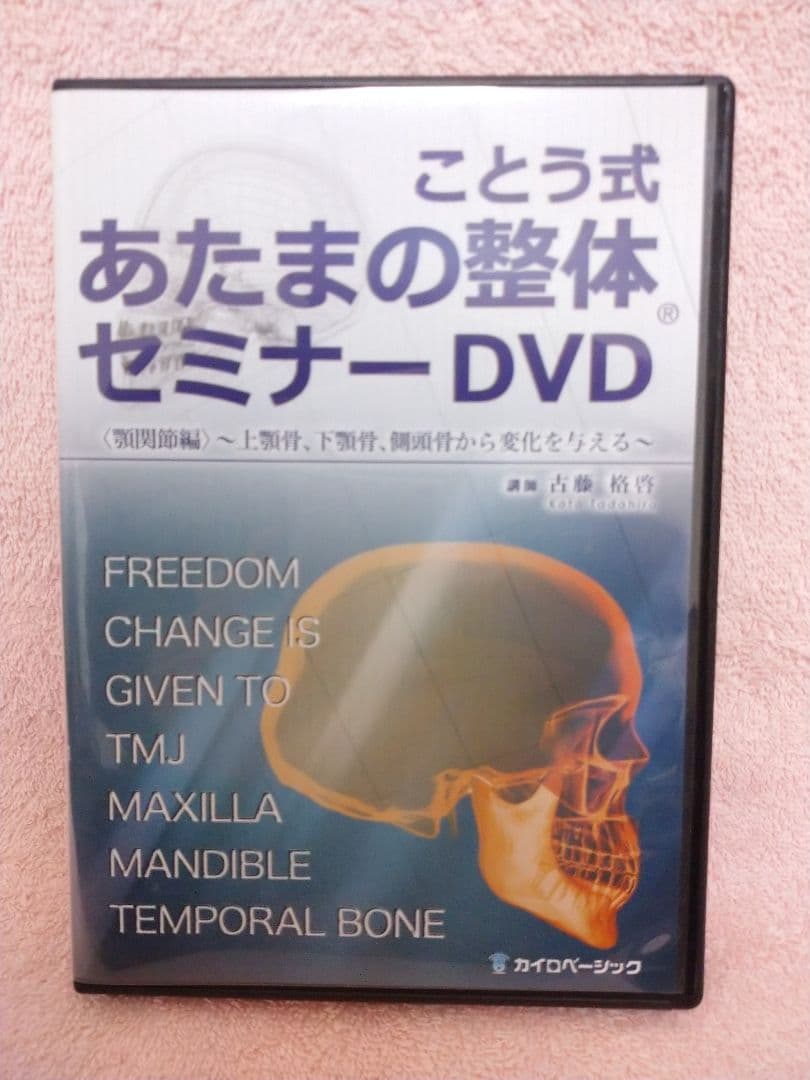 ことう式
あたまの整体®
セミナーDVD
〈顎関節編〉〜上顎骨、下顎骨、側頭骨から変化を与える〜
講師 古藤 格啓
Koto Tadahiro
FREEDOM
CHANGE IS
GIVEN TO
TMJ
MAXILLA
MANDIBLE
TEMPORAL BONE
カイロベーシック